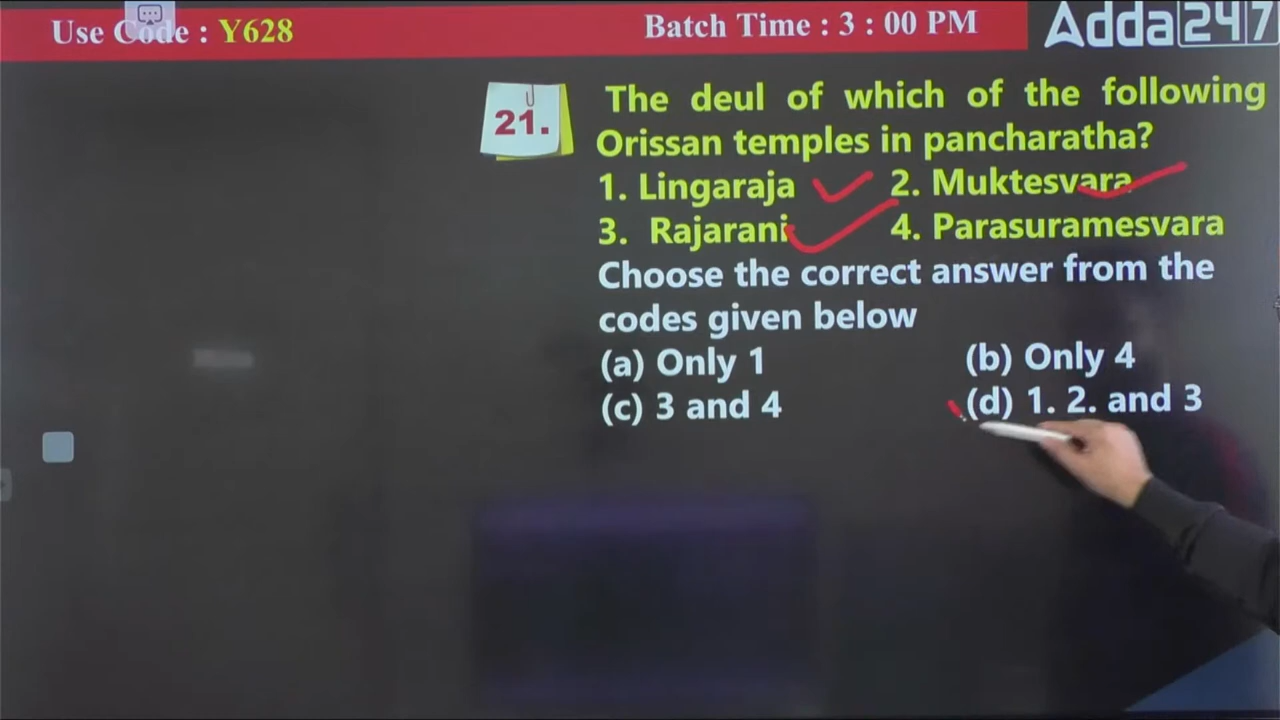 Use Code : Y628
Batch Time : 3 : 00 PM
Adda247
21.
The deul of which of the following
Orissan temples in pancharatha?
1. Lingaraja 2. Muktesvara
3. Rajarani 4. Parasuramesvara
Choose the correct answer from the
codes given below
(a) Only 1 (b) Only 4
(c) 3 and 4 (d) 1. 2. and 3